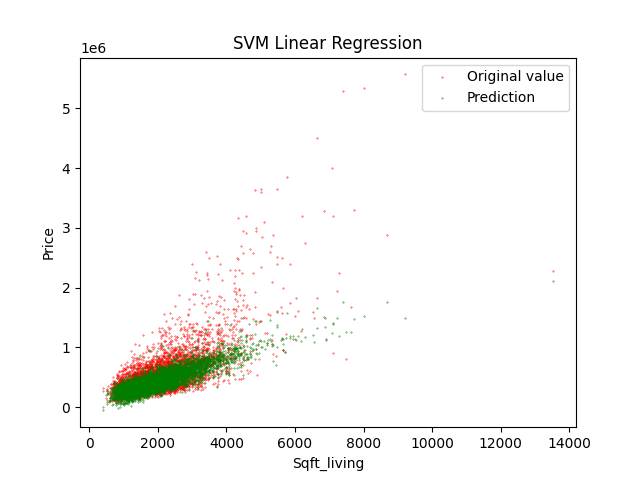 SVM Linear Regression
1e6
Original value
Prediction
5
4
3
2
1
0
Price
0 2000 4000 6000 8000 10000 12000 14000
Sqft_living